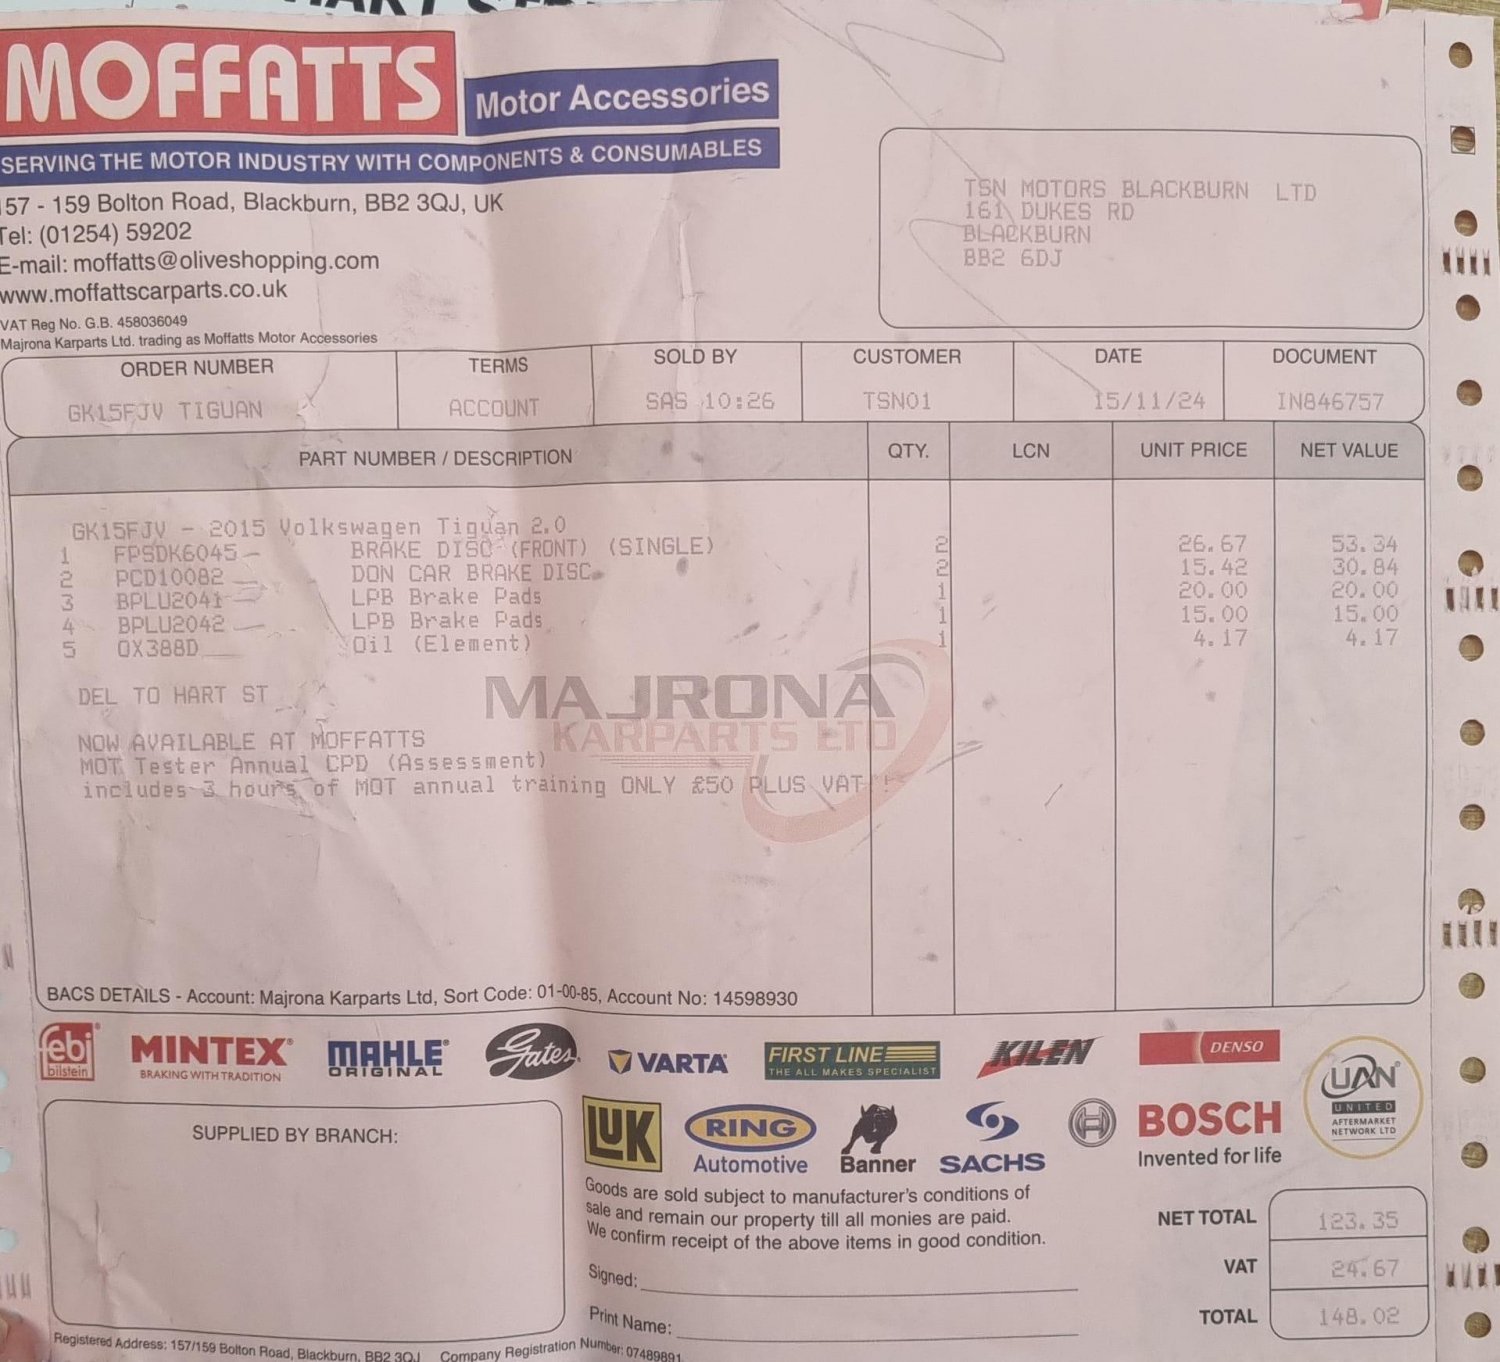 MOFFATTS
Motor Accessories
SERVING THE MOTOR INDUSTRY WITH COMPONENTS & CONSUMABLES
157 - 159 Bolton Road, Blackburn, BB2 3QJ, UK
Tel: (01254) 59202
E-mail: moffatts@oliveshopping.com
www.moffattscarparts.co.uk
VAT Reg No. G.B. 458036049
Majrona Karparts Ltd. trading as Moffatts Motor Accessories
TSN MOTORS BLACKBURN LTD
161 DUKES RD
BLACKBURN
BB2 6DJ
ORDER NUMBER TERMS SOLD BY CUSTOMER DATE DOCUMENT
GK15FJV TIGUAN ACCOUNT SAS 10:26 TSN01 15/11/24 IN846757
PART NUMBER / DESCRIPTION QTY. LCN UNIT PRICE NET VALUE
GK15FJV - 2015 Volkswagen Tiguan 2.0
1 FPSDK6045 BRAKE DISC (FRONT) (SINGLE) 2 26.67 53.34
2 PCD10082 DON CAR BRAKE DISC 2 15.42 30.84
3 BPLU2041 LPB Brake Pads 1 20.00 20.00
4 BPLU2042 LPB Brake Pads 1 15.00 15.00
5 OX388D Oil (Element) 1 4.17 4.17
DEL TO HART ST
MAJRONA
KARPARTS LTD
NOW AVAILABLE AT MOFFATTS
MOT Tester Annual CPD (Assessment)
includes 3 hours of MOT annual training ONLY £50 PLUS VAT!!
BACS DETAILS - Account: Majrona Karparts Ltd, Sort Code: 01-00-85, Account No: 14598930
febi bilstein
MINTEX
BRAKING WITH TRADITION
MAHLE
ORIGINAL
Gates
VARTA
FIRST LINE
THE ALL MAKES SPECIALIST
KILEN
DENSO
UAN
UNITED
AFTERMARKET
NETWORK LTD
LUK
RING
Automotive
Banner
SACHS
BOSCH
Invented for life
SUPPLIED BY BRANCH:
Goods are sold subject to manufacturer's conditions of
sale and remain our property till all monies are paid.
We confirm receipt of the above items in good condition.
Signed:
Print Name:
NET TOTAL 123.35
VAT 24.67
TOTAL 148.02
Registered Address: 157/159 Bolton Road, Blackburn, BB2 3QJ Company Registration Number: 07489891